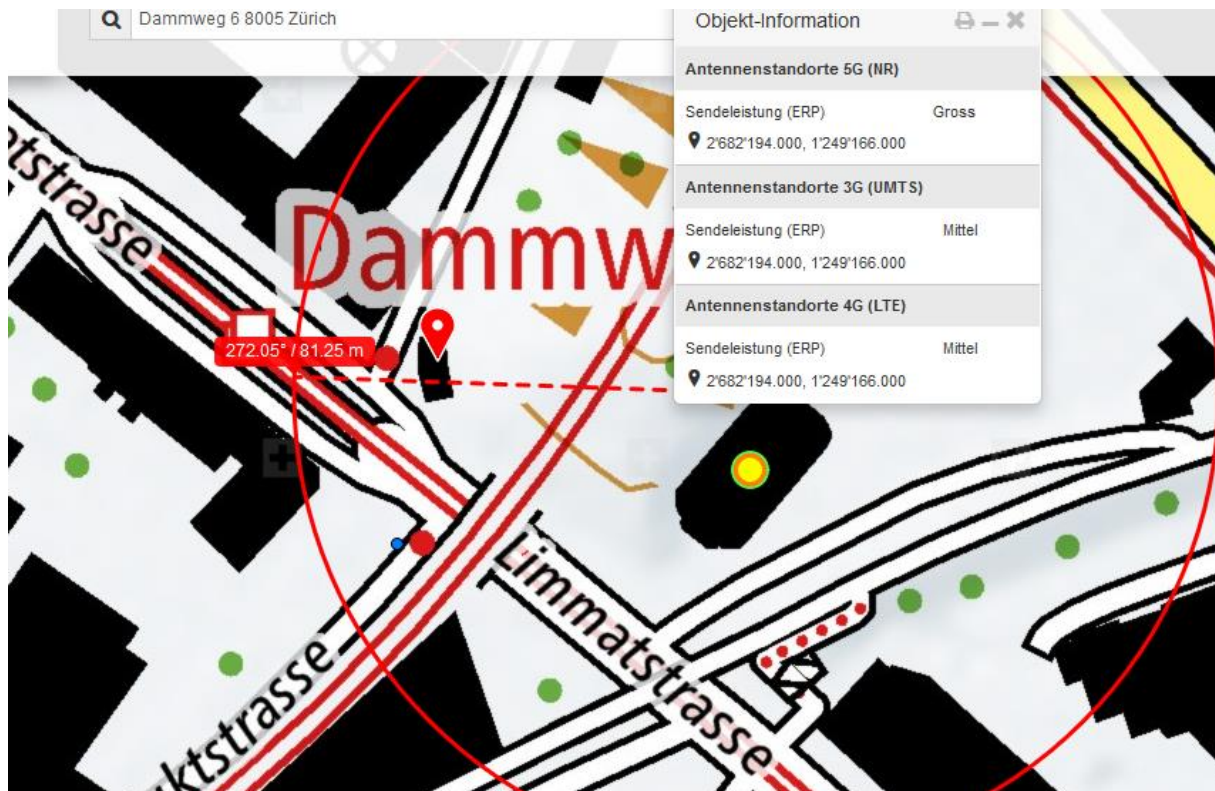 Dammweg 6 8005 Zürich
Objekt-Information
Antennenstandorte 5G (NR)
Sendeleistung (ERP) Gross
2'682'194.000, 1'249'166.000
Antennenstandorte 3G (UMTS)
Sendeleistung (ERP) Mittel
2'682'194.000, 1'249'166.000
Antennenstandorte 4G (LTE)
Sendeleistung (ERP) Mittel
2'682'194.000, 1'249'166.000
atstrasse
Dammw
272.05° / 81.25 m
Limmatstrasse
ktstrasse